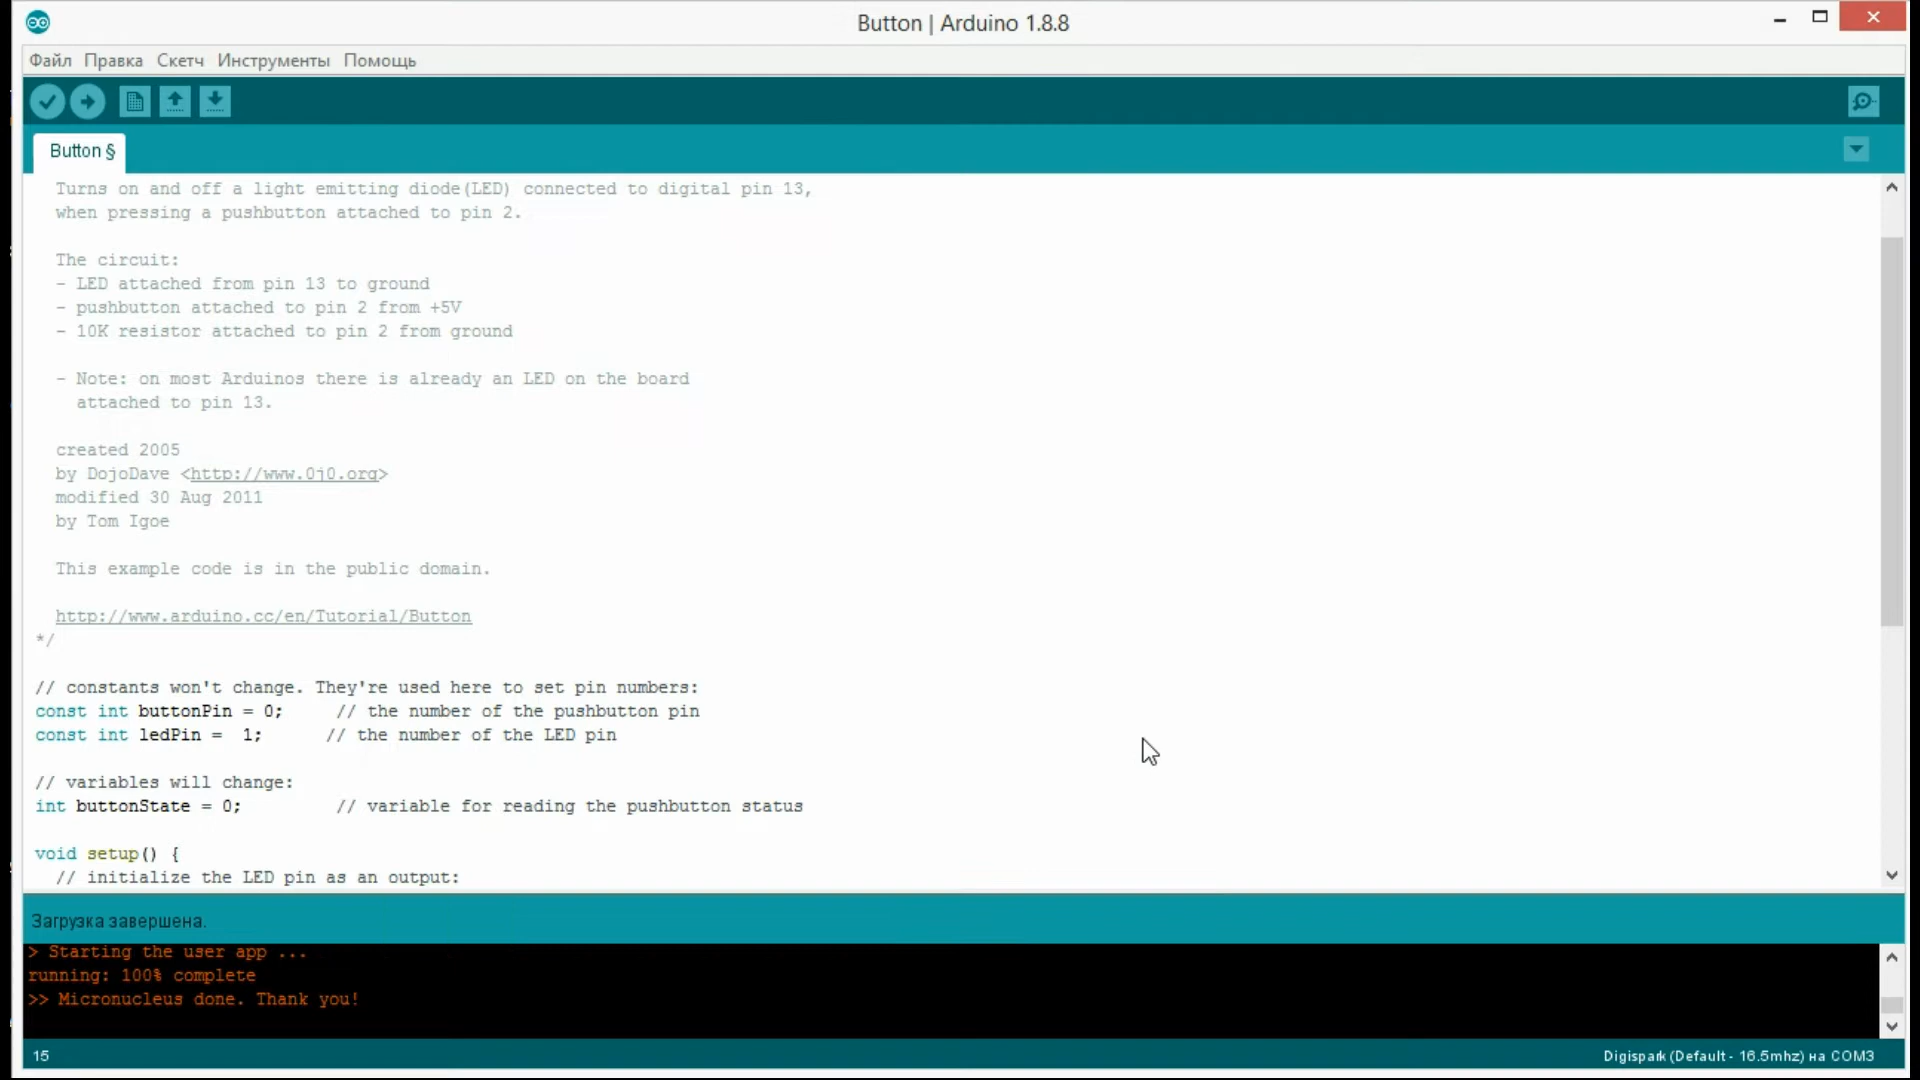 Button | Arduino 1.8.8
Файл Правка Скетч Инструменты Помощь
Button §
Turns on and off a light emitting diode(LED) connected to digital pin 13,
when pressing a pushbutton attached to pin 2.
The circuit:
- LED attached from pin 13 to ground
- pushbutton attached to pin 2 from +5V
- 10K resistor attached to pin 2 from ground
- Note: on most Arduinos there is already an LED on the board
attached to pin 13.
created 2005
by DojoDave <http://www.0j0.org>
modified 30 Aug 2011
by Tom Igoe
This example code is in the public domain.
http://www.arduino.cc/en/Tutorial/Button
*/
// constants won't change. They're used here to set pin numbers:
const int buttonPin = 0;     // the number of the pushbutton pin
const int ledPin =  1;      // the number of the LED pin
// variables will change:
int buttonState = 0;         // variable for reading the pushbutton status
void setup() {
// initialize the LED pin as an output:
Загрузка завершена.
> Starting the user app ...
running: 100% complete
>> Micronucleus done. Thank you!
15
Digispark (Default - 16.5mhz) на COM3